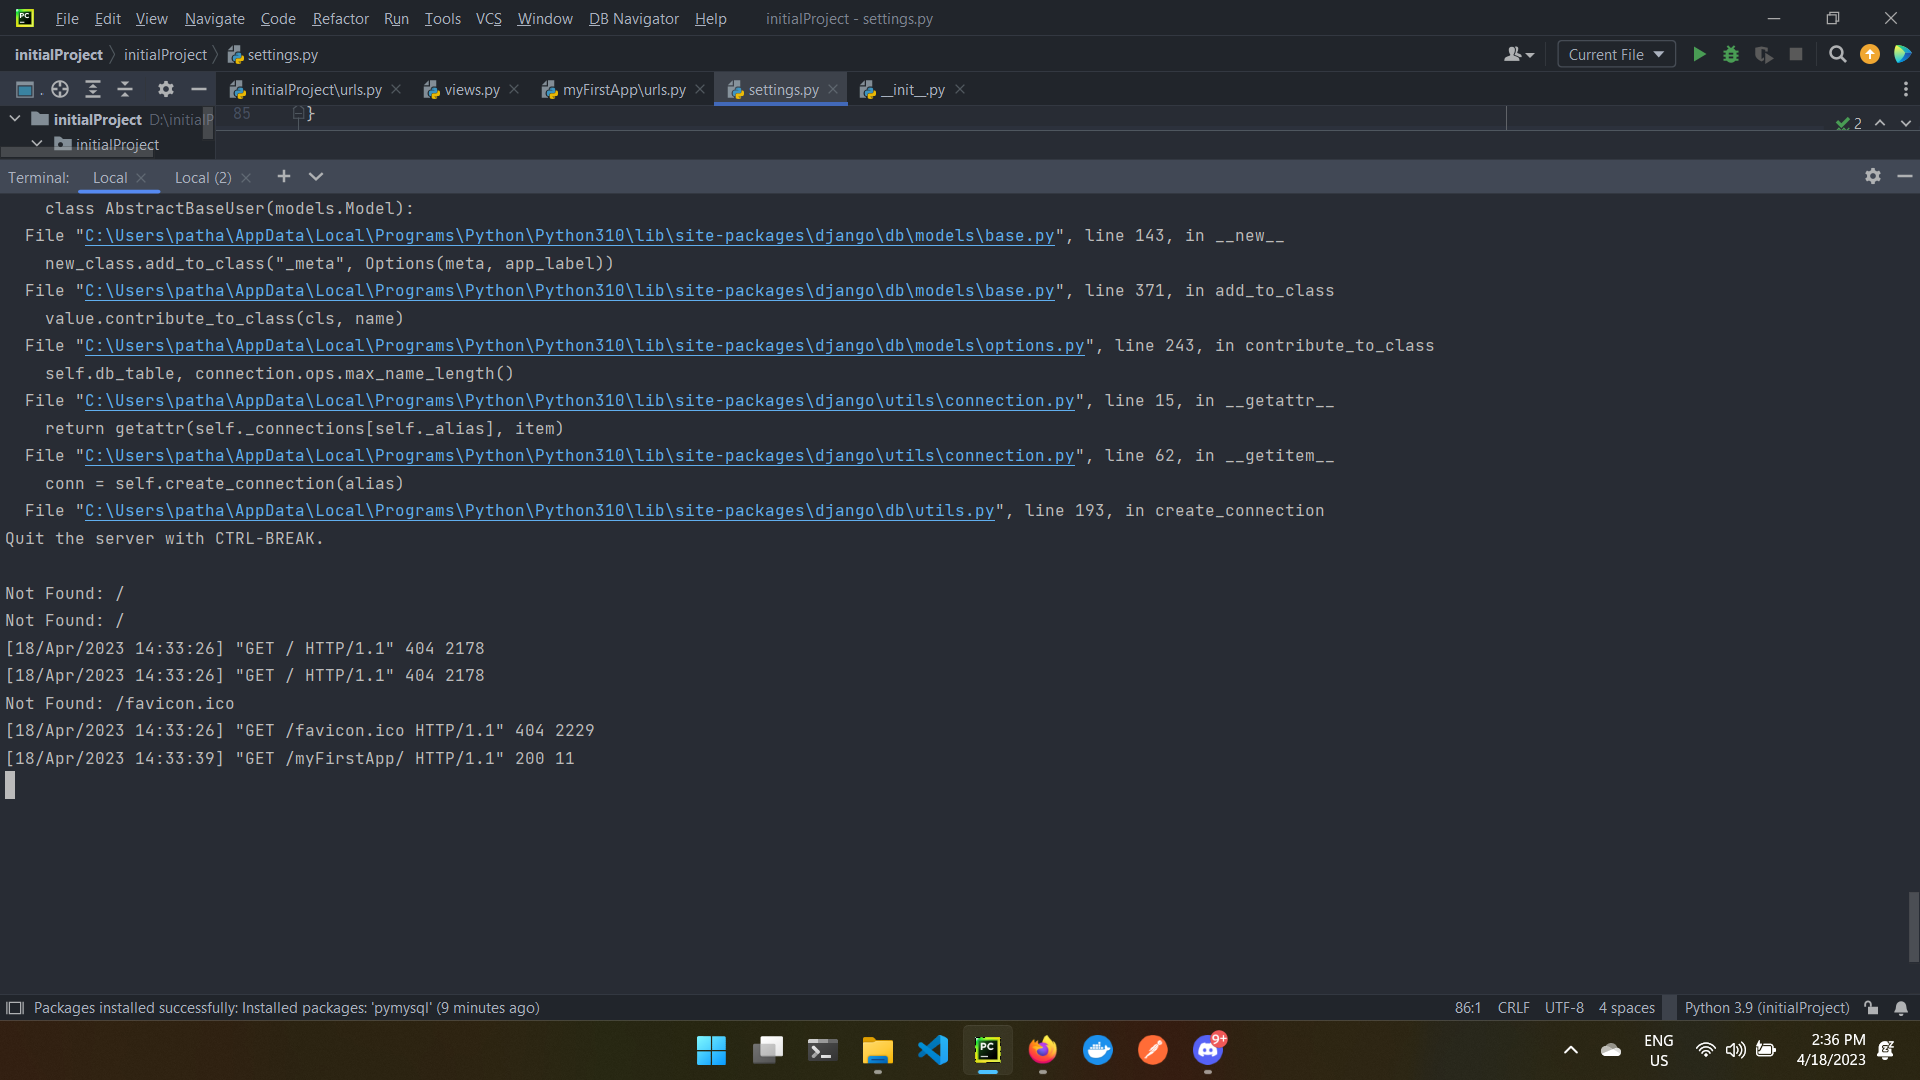 File Edit View Navigate Code Refactor Run Tools VCS Window DB Navigator Help initialProject - settings.py
initialProject initialProject settings.py Current File
initialProject\urls.py views.py myFirstApp\urls.py settings.py __init__.py
initialProject D:\initialP
85 }
2
initialProject
Terminal: Local Local (2)
class AbstractBaseUser(models.Model):
File "C:\Users\patha\AppData\Local\Programs\Python\Python310\lib\site-packages\django\db\models\base.py", line 143, in __new__
new_class.add_to_class("_meta", Options(meta, app_label))
File "C:\Users\patha\AppData\Local\Programs\Python\Python310\lib\site-packages\django\db\models\base.py", line 371, in add_to_class
value.contribute_to_class(cls, name)
File "C:\Users\patha\AppData\Local\Programs\Python\Python310\lib\site-packages\django\db\models\options.py", line 243, in contribute_to_class
self.db_table, connection.ops.max_name_length()
File "C:\Users\patha\AppData\Local\Programs\Python\Python310\lib\site-packages\django\utils\connection.py", line 15, in __getattr__
return getattr(self._connections[self._alias], item)
File "C:\Users\patha\AppData\Local\Programs\Python\Python310\lib\site-packages\django\utils\connection.py", line 62, in __getitem__
conn = self.create_connection(alias)
File "C:\Users\patha\AppData\Local\Programs\Python\Python310\lib\site-packages\django\db\utils.py", line 193, in create_connection
Quit the server with CTRL-BREAK.
Not Found: /
Not Found: /
[18/Apr/2023 14:33:26] "GET / HTTP/1.1" 404 2178
[18/Apr/2023 14:33:26] "GET / HTTP/1.1" 404 2178
Not Found: /favicon.ico
[18/Apr/2023 14:33:26] "GET /favicon.ico HTTP/1.1" 404 2229
[18/Apr/2023 14:33:39] "GET /myFirstApp/ HTTP/1.1" 200 11
Packages installed successfully: Installed packages: 'pymysql' (9 minutes ago) 86:1 CRLF UTF-8 4 spaces Python 3.9 (initialProject)
PC 9+ ENG 2:36 PM
US 4/18/2023